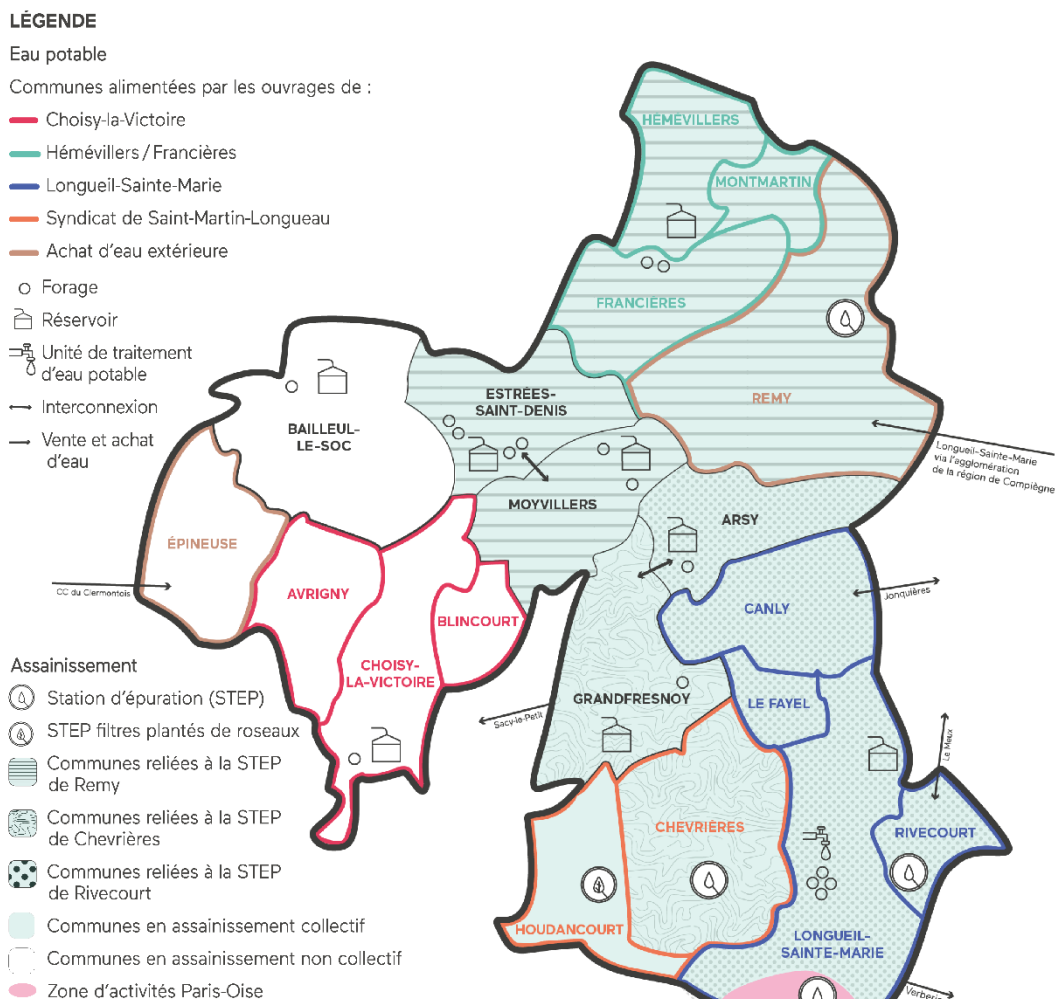 LÉGENDE
Eau potable
Communes alimentées par les ouvrages de :
Choisy-la-Victoire
Hémévillers / Francières
Longueil-Sainte-Marie
Syndicat de Saint-Martin-Longueau
Achat d'eau extérieure
Forage
Réservoir
Unité de traitement
d'eau potable
Interconnexion
Vente et achat
d'eau
Assainissement
Station d'épuration (STEP)
STEP filtres plantés de roseaux
Communes reliées à la STEP
de Remy
Communes reliées à la STEP
de Chevrières
Communes reliées à la STEP
de Rivecourt
Communes en assainissement collectif
Communes en assainissement non collectif
Zone d'activités Paris-Oise
HÉMÉVILLERS
MONTMARTIN
FRANCIÈRES
REMY
ESTRÉES-
SAINT-DENIS
BAILLEUL-
LE-SOC
MOYVILLERS
Longueil-Sainte-Marie
via l'agglomération
de la région de Compiègne
ARSY
ÉPINEUSE
CC du Clermontois
AVRIGNY
BLINCOURT
CANLY
Jonquières
CHOISY-
LA-VICTOIRE
GRANDFRESNOY
LE FAYEL
Sacy-le-Petit
Le Meux
CHEVRIÈRES
RIVECOURT
HOUDANCOURT
LONGUEIL-
SAINTE-MARIE
Verberie